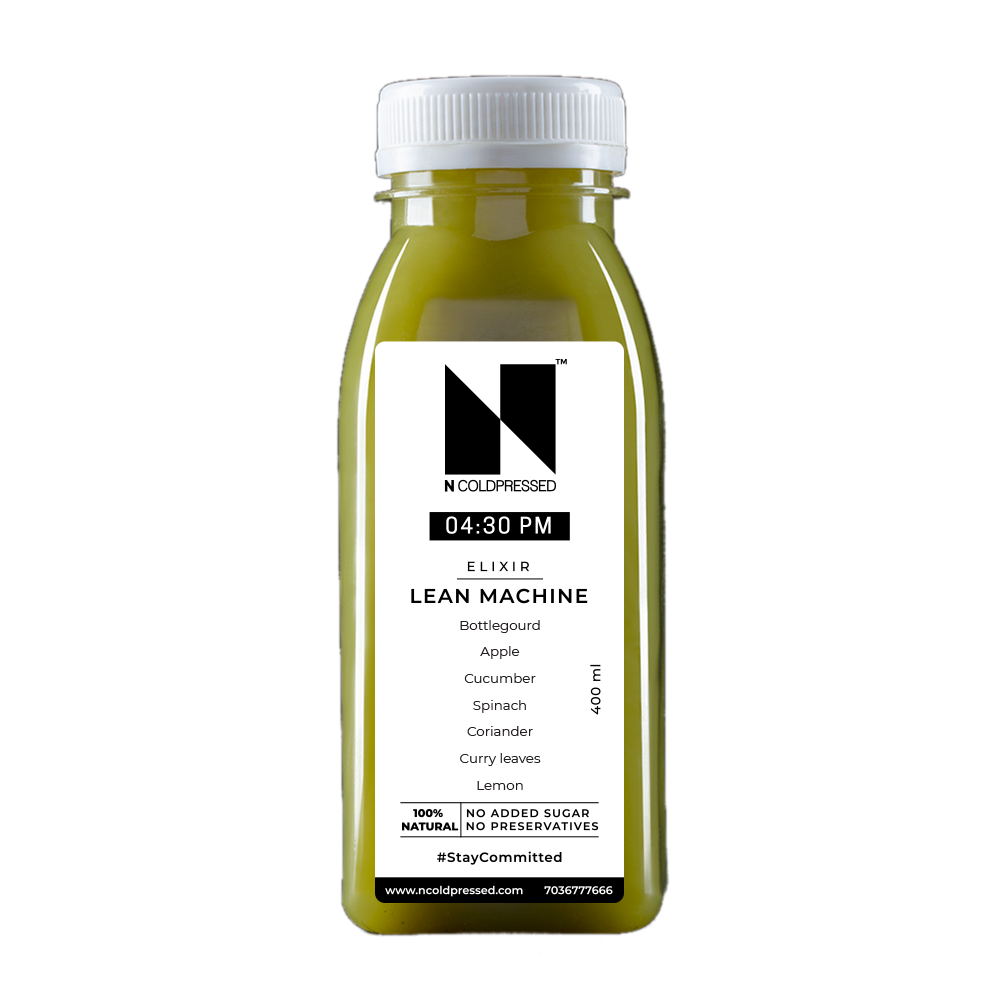 N™
N COLDPRESSED
04:30 PM
ELIXIR
LEAN MACHINE
Bottlegourd
Apple
Cucumber
Spinach
Coriander
Curry leaves
Lemon
400 ml
100% NATURAL
NO ADDED SUGAR
NO PRESERVATIVES
#StayCommitted
www.ncoldpressed.com 7036777666